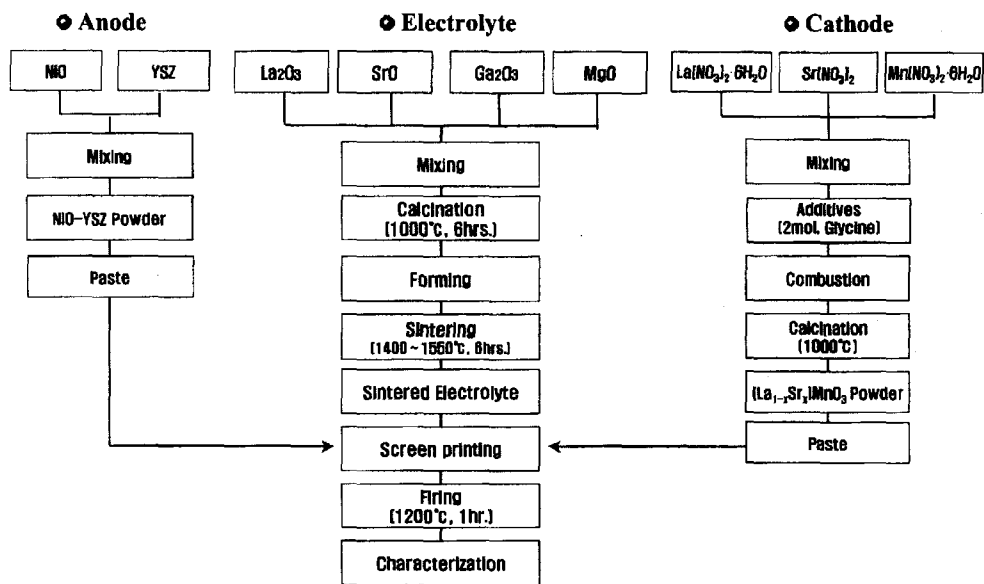 Anode
NiO
YSZ
Mixing
NiO-YSZ Powder
Paste
Electrolyte
La₂O₃
SrO
Ga₂O₃
MgO
Mixing
Calcination
(1000°c, 6hrs.)
Forming
Sintering
(1400~1550°c, 6hrs.)
Sintered Electrolyte
Screen printing
Firing
(1200°c, 1hr.)
Characterization
Cathode
La(NO₃)₂·6H₂O
Sr(NO₃)₂
Mn(NO₃)₂·6H₂O
Mixing
Additives
(2mol. Glycine)
Combustion
Calcination
(1000°C)
(La₁₋ₓSrₓ)MnO₃ Powder
Paste